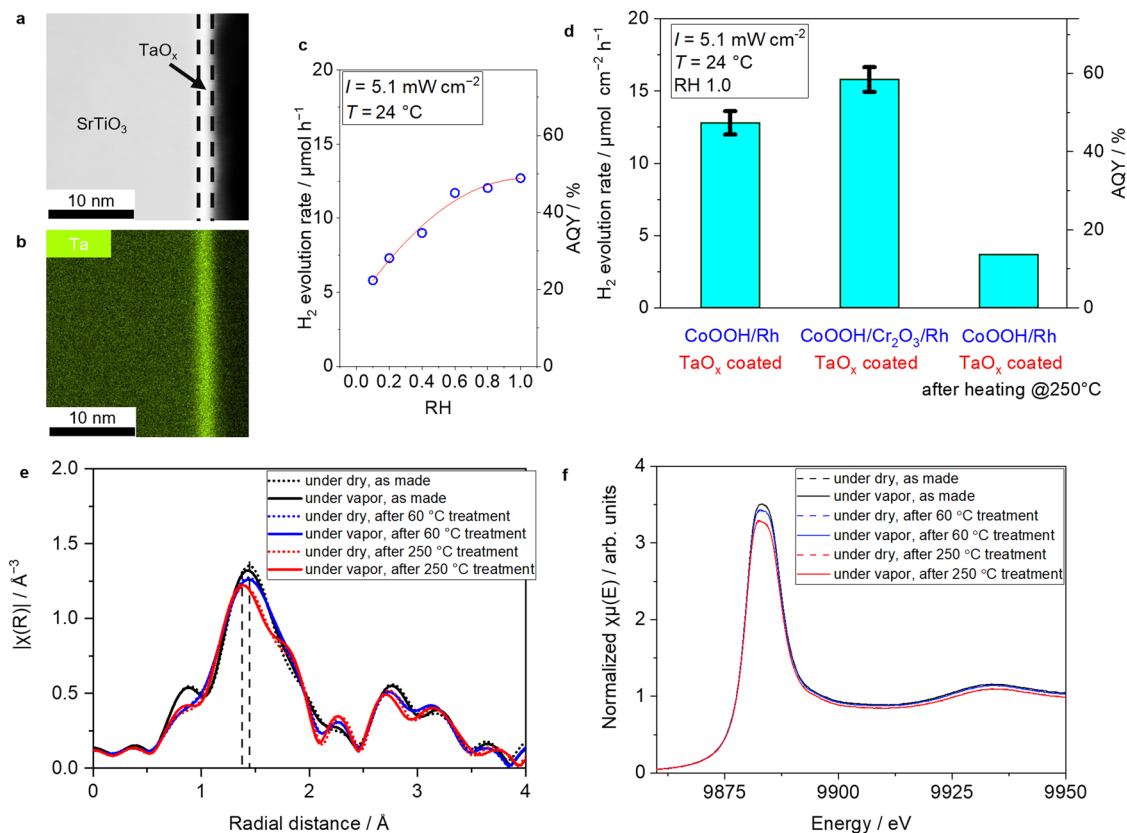 a
TaOₓ
SrTiO₃
10 nm
b
Ta
10 nm
c
I = 5.1 mW cm⁻²
T = 24 °C
H₂ evolution rate / μmol h⁻¹
AQY / %
20
15
10
5
0
60
40
20
0
0.0 0.2 0.4 0.6 0.8 1.0
RH
d
I = 5.1 mW cm⁻²
T = 24 °C
RH 1.0
H₂ evolution rate / μmol cm⁻² h⁻¹
AQY / %
20
15
10
5
0
60
40
20
0
CoOOH/Rh
TaOₓ coated
CoOOH/Cr₂O₃/Rh
TaOₓ coated
CoOOH/Rh
TaOₓ coated
after heating @250°C
e
under dry, as made
under vapor, as made
under dry, after 60 °C treatment
under vapor, after 60 °C treatment
under dry, after 250 °C treatment
under vapor, after 250 °C treatment
|χ(R)| / Å⁻³
2.0
1.5
1.0
0.5
0.0
0 1 2 3 4
Radial distance / Å
f
under dry, as made
under vapor, as made
under dry, after 60 °C treatment
under vapor, after 60 °C treatment
under dry, after 250 °C treatment
under vapor, after 250 °C treatment
Normalized χμ(E) / arb. units
4
3
2
1
0
9875 9900 9925 9950
Energy / eV